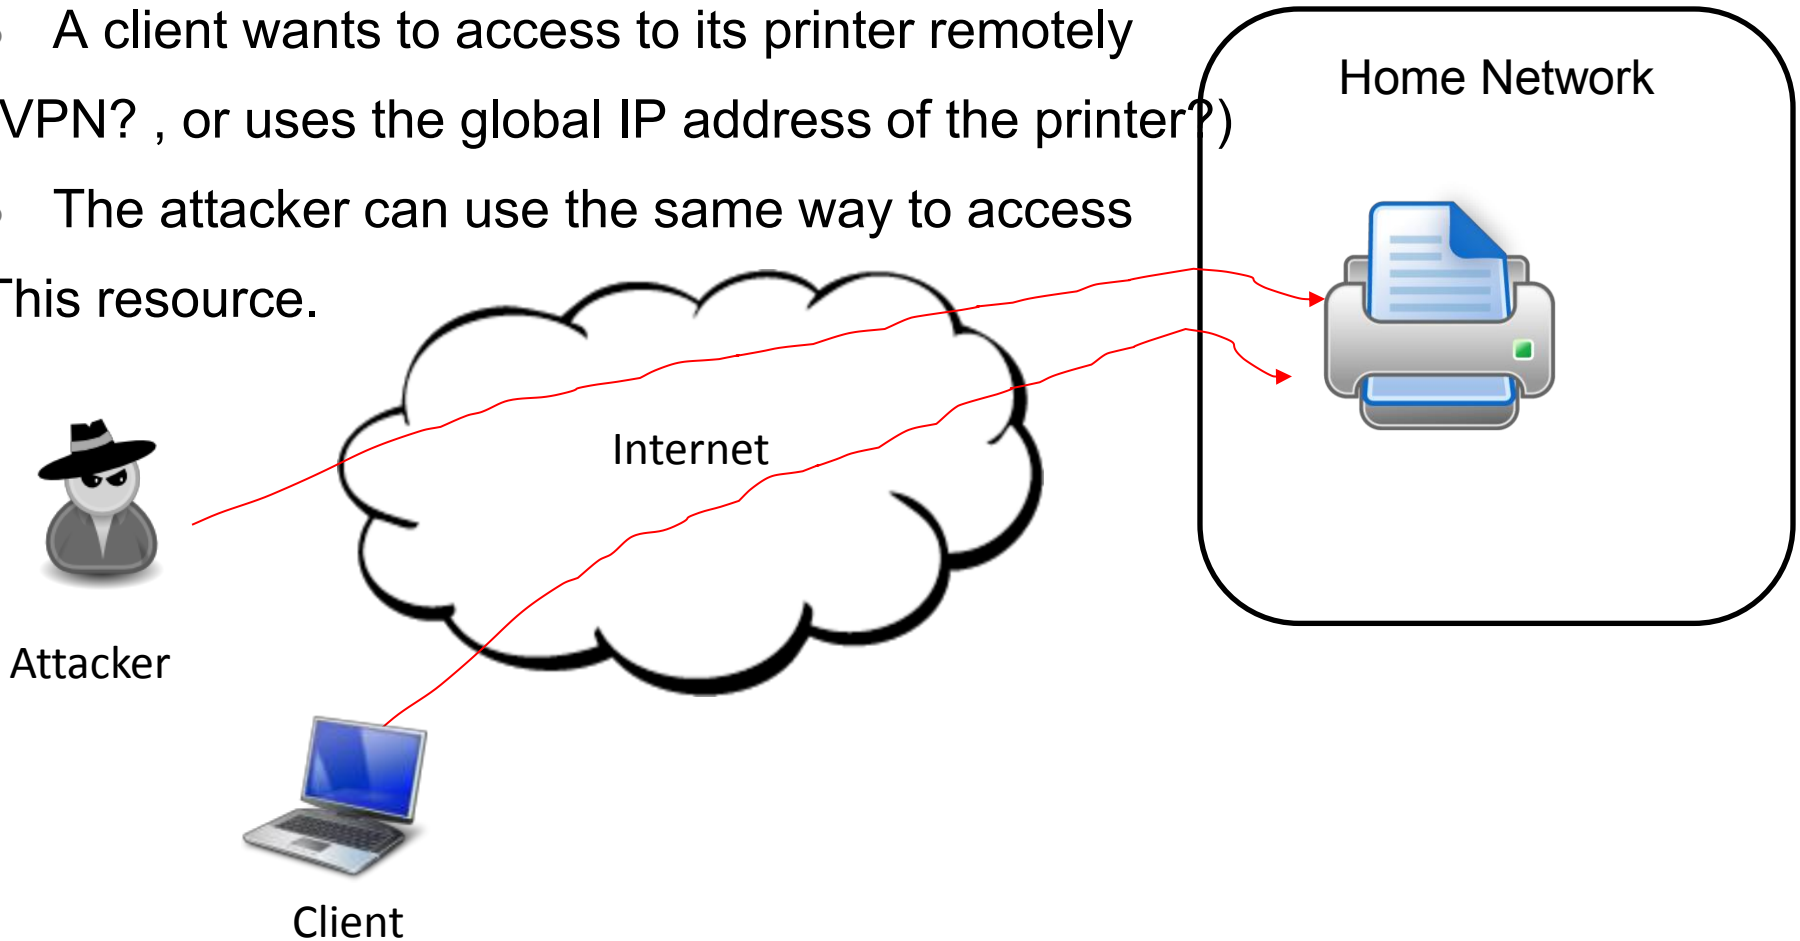 A client wants to access to its printer remotely
VPN? , or uses the global IP address of the printer?)
The attacker can use the same way to access
This resource.
Home Network
Internet
Attacker
Client